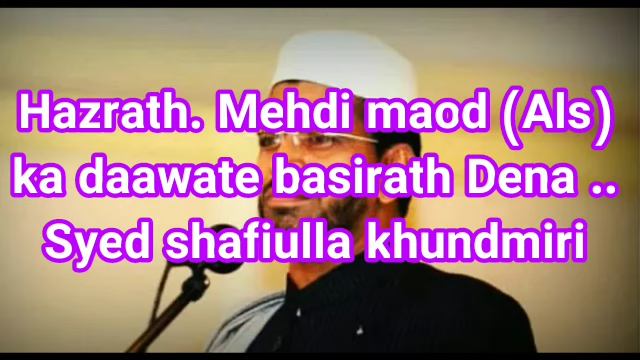 Hazrath. Mehdi maod (Als)
ka daawate basirath Dena ..
Syed shafiulla khundmiri